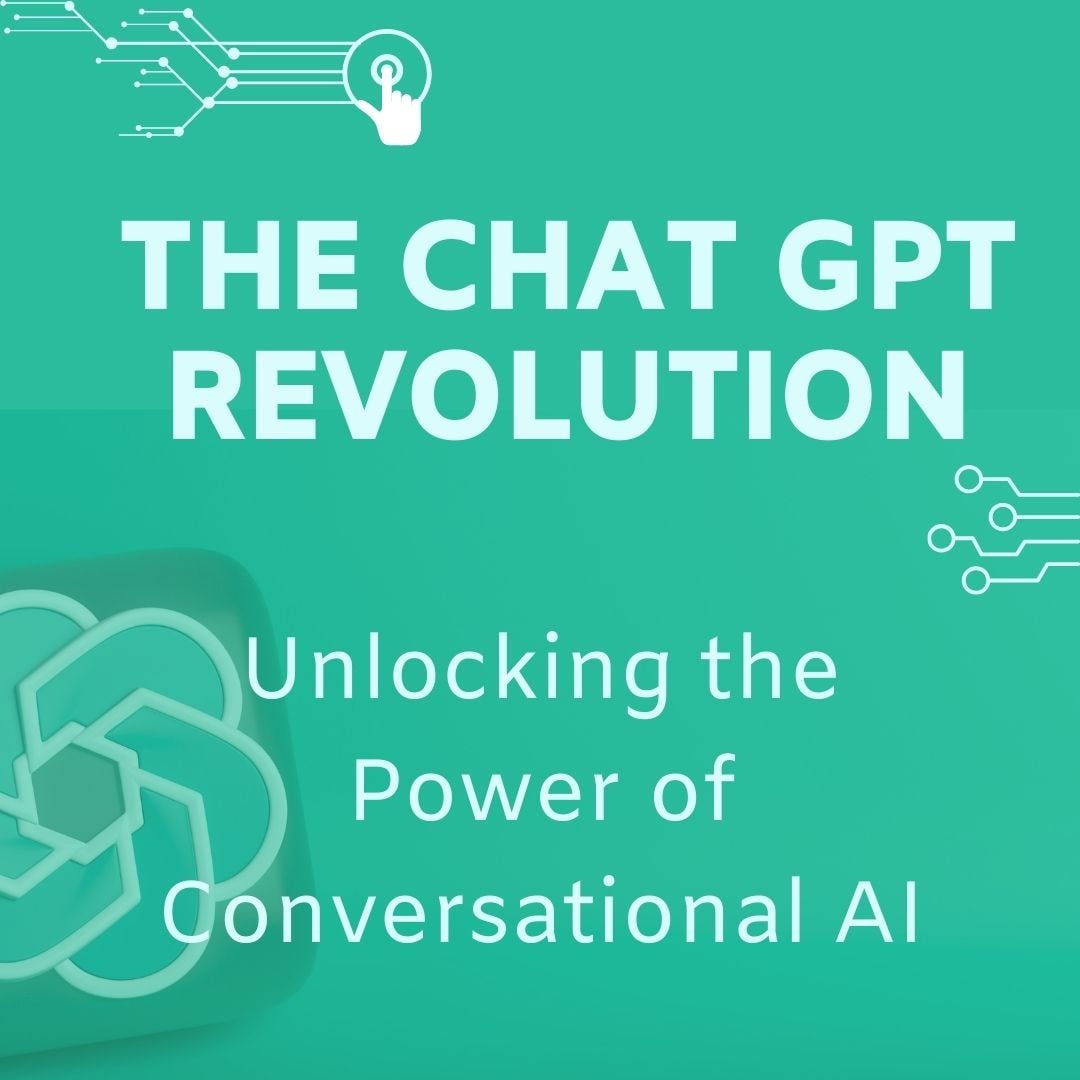 THE CHAT GPT
REVOLUTION
Unlocking the
Power of
Conversational AI